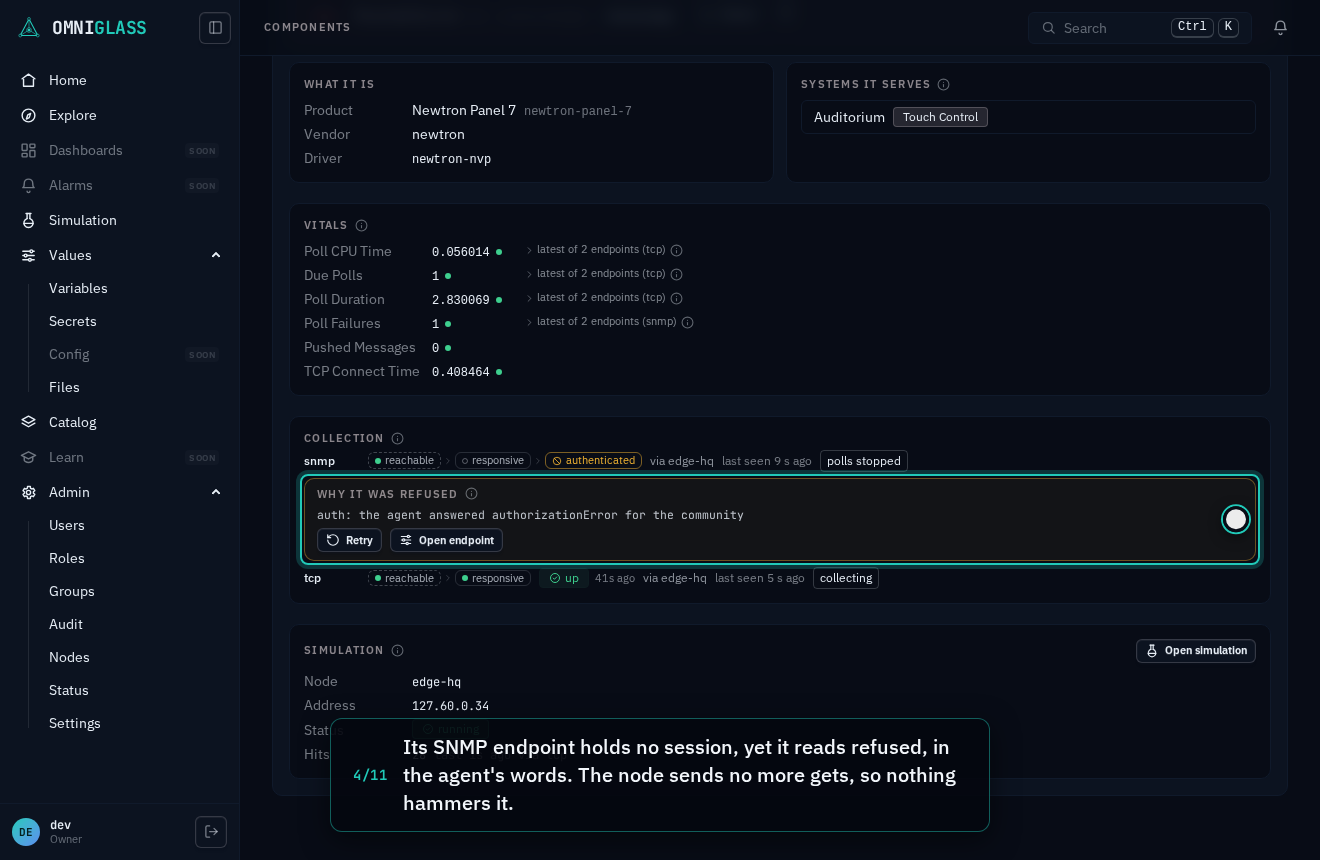 OMNIGLASS
COMPONENTS
Search
Ctrl K
Home
Explore
Dashboards SOON
Alarms SOON
Simulation
Values
Variables
Secrets
Config SOON
Files
Catalog
Learn SOON
Admin
Users
Roles
Groups
Audit
Nodes
Status
Settings
DE
dev
Owner
WHAT IT IS
Product Newtron Panel 7 newtron-panel-7
Vendor newtron
Driver newtron-nvp
SYSTEMS IT SERVES
Auditorium Touch Control
VITALS
Poll CPU Time 0.056014 latest of 2 endpoints (tcp)
Due Polls 1 latest of 2 endpoints (tcp)
Poll Duration 2.830069 latest of 2 endpoints (tcp)
Poll Failures 1 latest of 2 endpoints (snmp)
Pushed Messages 0
TCP Connect Time 0.408464
COLLECTION
snmp reachable responsive authenticated via edge-hq last seen 9 s ago polls stopped
WHY IT WAS REFUSED
auth: the agent answered authorizationError for the community
Retry Open endpoint
tcp reachable responsive up 41s ago via edge-hq last seen 5 s ago collecting
SIMULATION
Open simulation
Node edge-hq
Address 127.60.0.34
Status running
Hits
4/11
Its SNMP endpoint holds no session, yet it reads refused, in
the agent's words. The node sends no more gets, so nothing
hammers it.